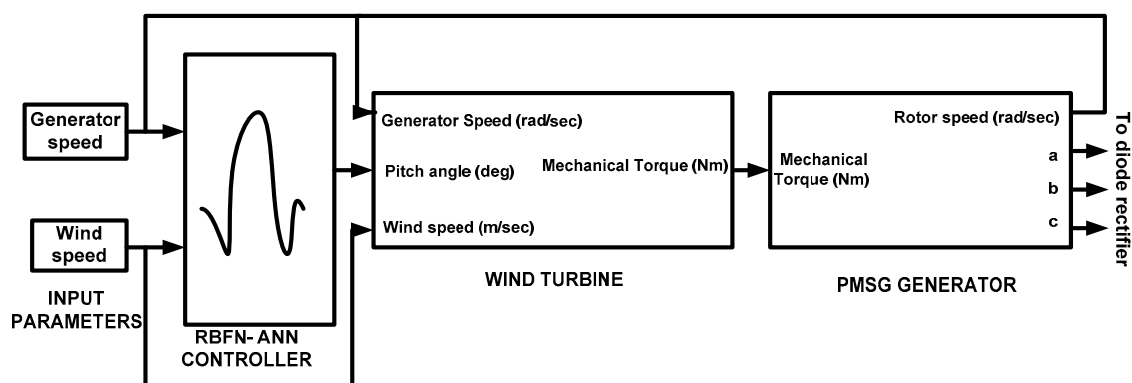 Generator
speed
Wind
speed
INPUT
PARAMETERS
RBFN- ANN
CONTROLLER
Generator Speed (rad/sec)
Pitch angle (deg)
Mechanical Torque (Nm)
Wind speed (m/sec)
WIND TURBINE
Rotor speed (rad/sec)
Mechanical
Torque (Nm)
a
b
c
PMSG GENERATOR
To diode rectifier